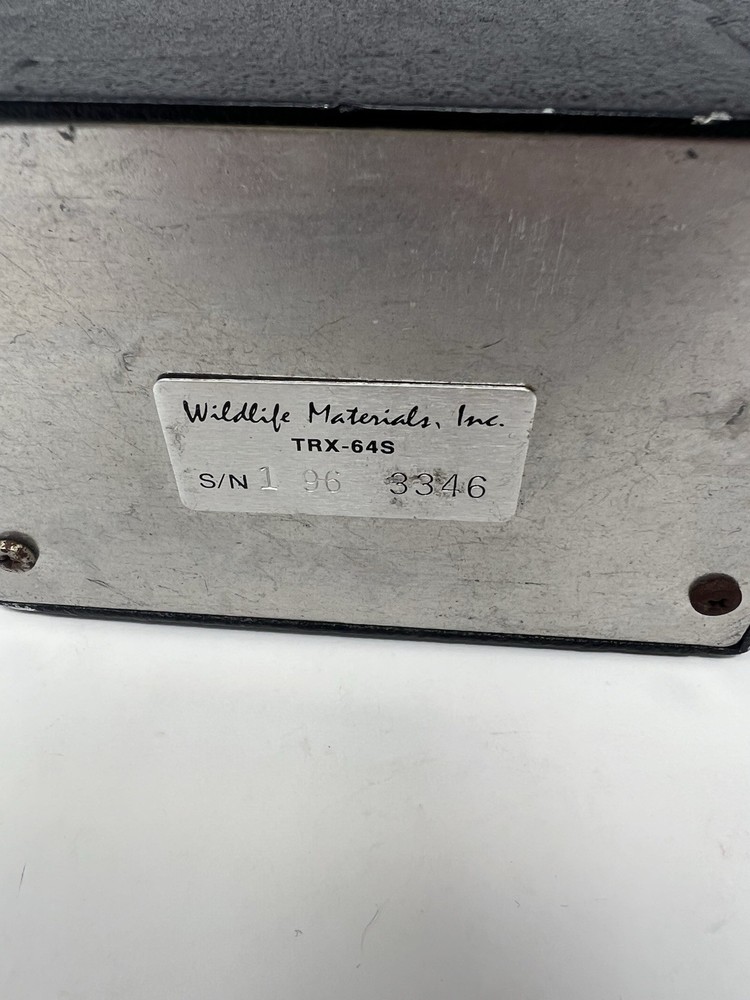 Wildlife Materials, Inc.
TRX-64S
S/N 1 96 3346